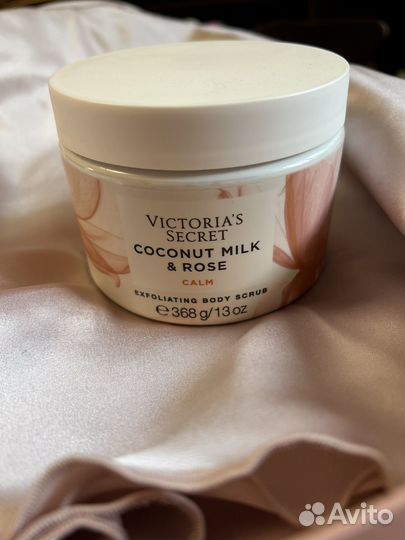 VICTORIA'S
SECRET
COCONUT MILK
& ROSE
CALM
EXFOLIATING BODY SCRUB
℮ 368 g/13 oz
Avito